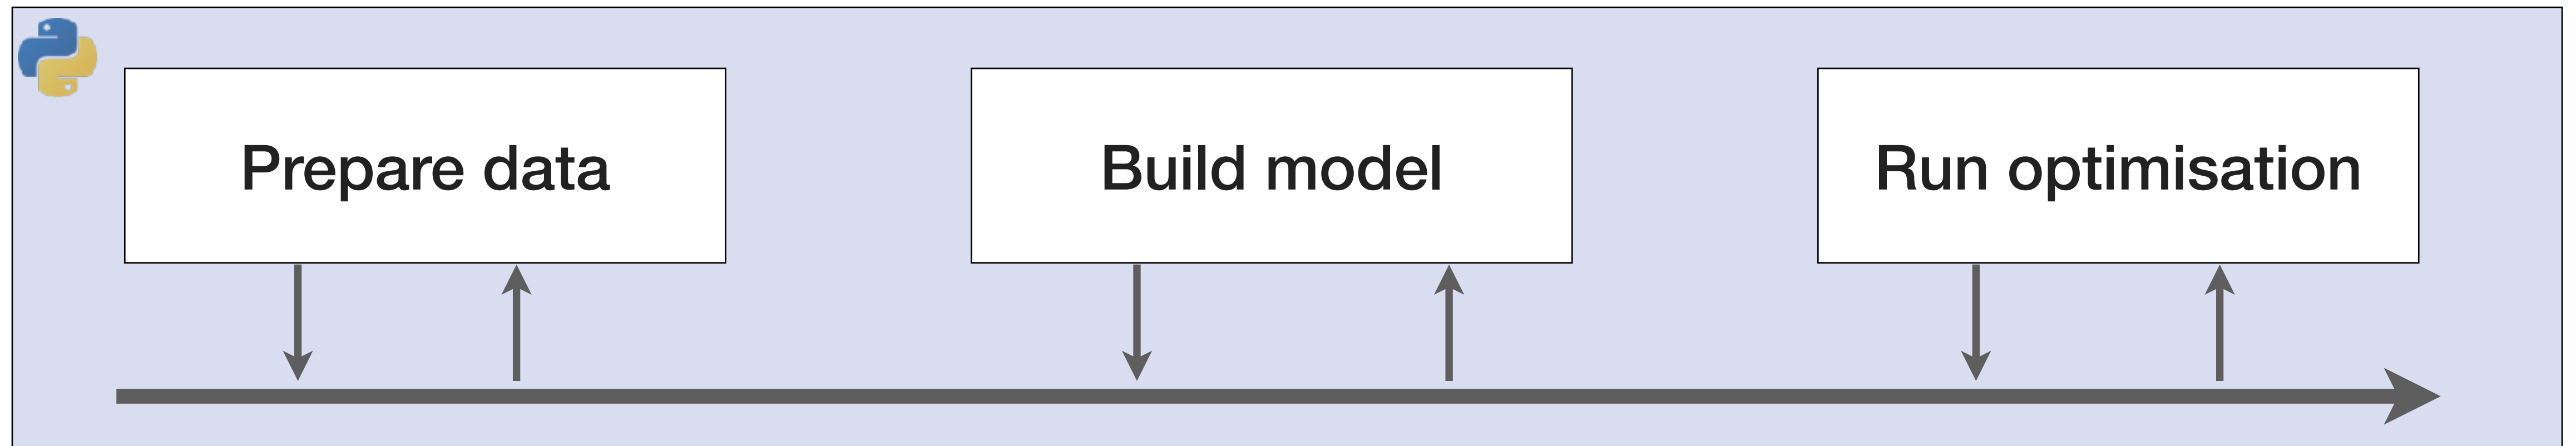 Prepare data
Build model
Run optimisation